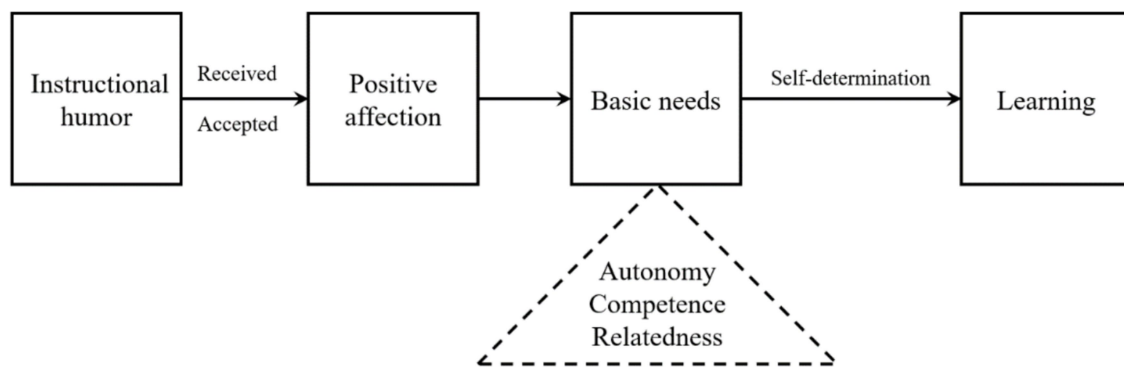 Instructional
humor
Received
Accepted
Positive
affection
Basic needs
Self-determination
Learning
Autonomy
Competence
Relatedness